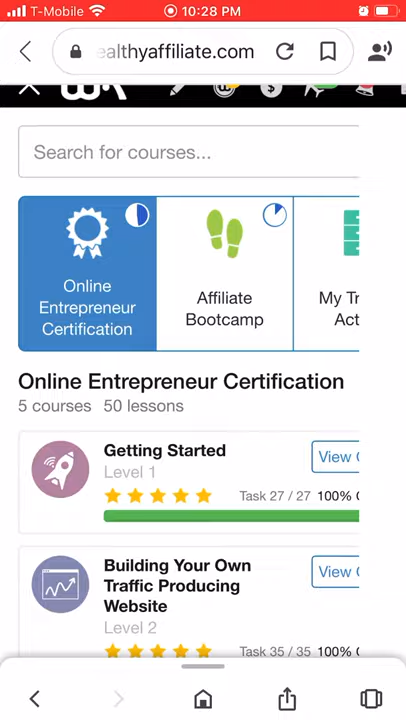 T-Mobile 10:28 PM
ealthyaffiliate.com
Search for courses...
Online
Entrepreneur
Certification
Affiliate
Bootcamp
My Tr
Act
Online Entrepreneur Certification
5 courses 50 lessons
Getting Started
View
Level 1
Task 27 / 27 100%
Building Your Own
Traffic Producing
Website
View
Level 2
Task 35 / 35 100%